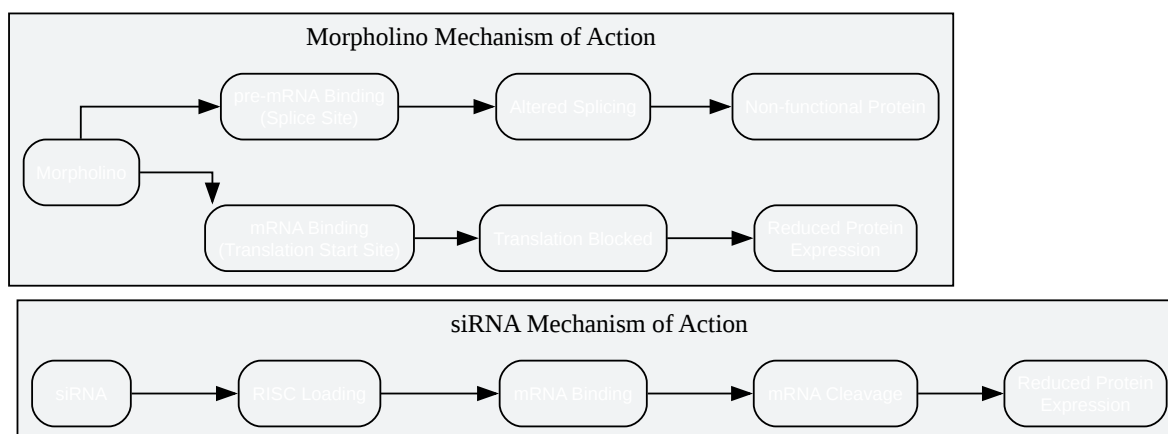 Morpholino Mechanism of Action
pre-mRNA Binding
(Splice Site)
Altered Splicing
Non-functional Protein
Morpholino
mRNA Binding
(Translation Start Site)
Translation Blocked
Reduced Protein
Expression
siRNA Mechanism of Action
siRNA
RISC Loading
mRNA Binding
mRNA Cleavage
Reduced Protein
Expression